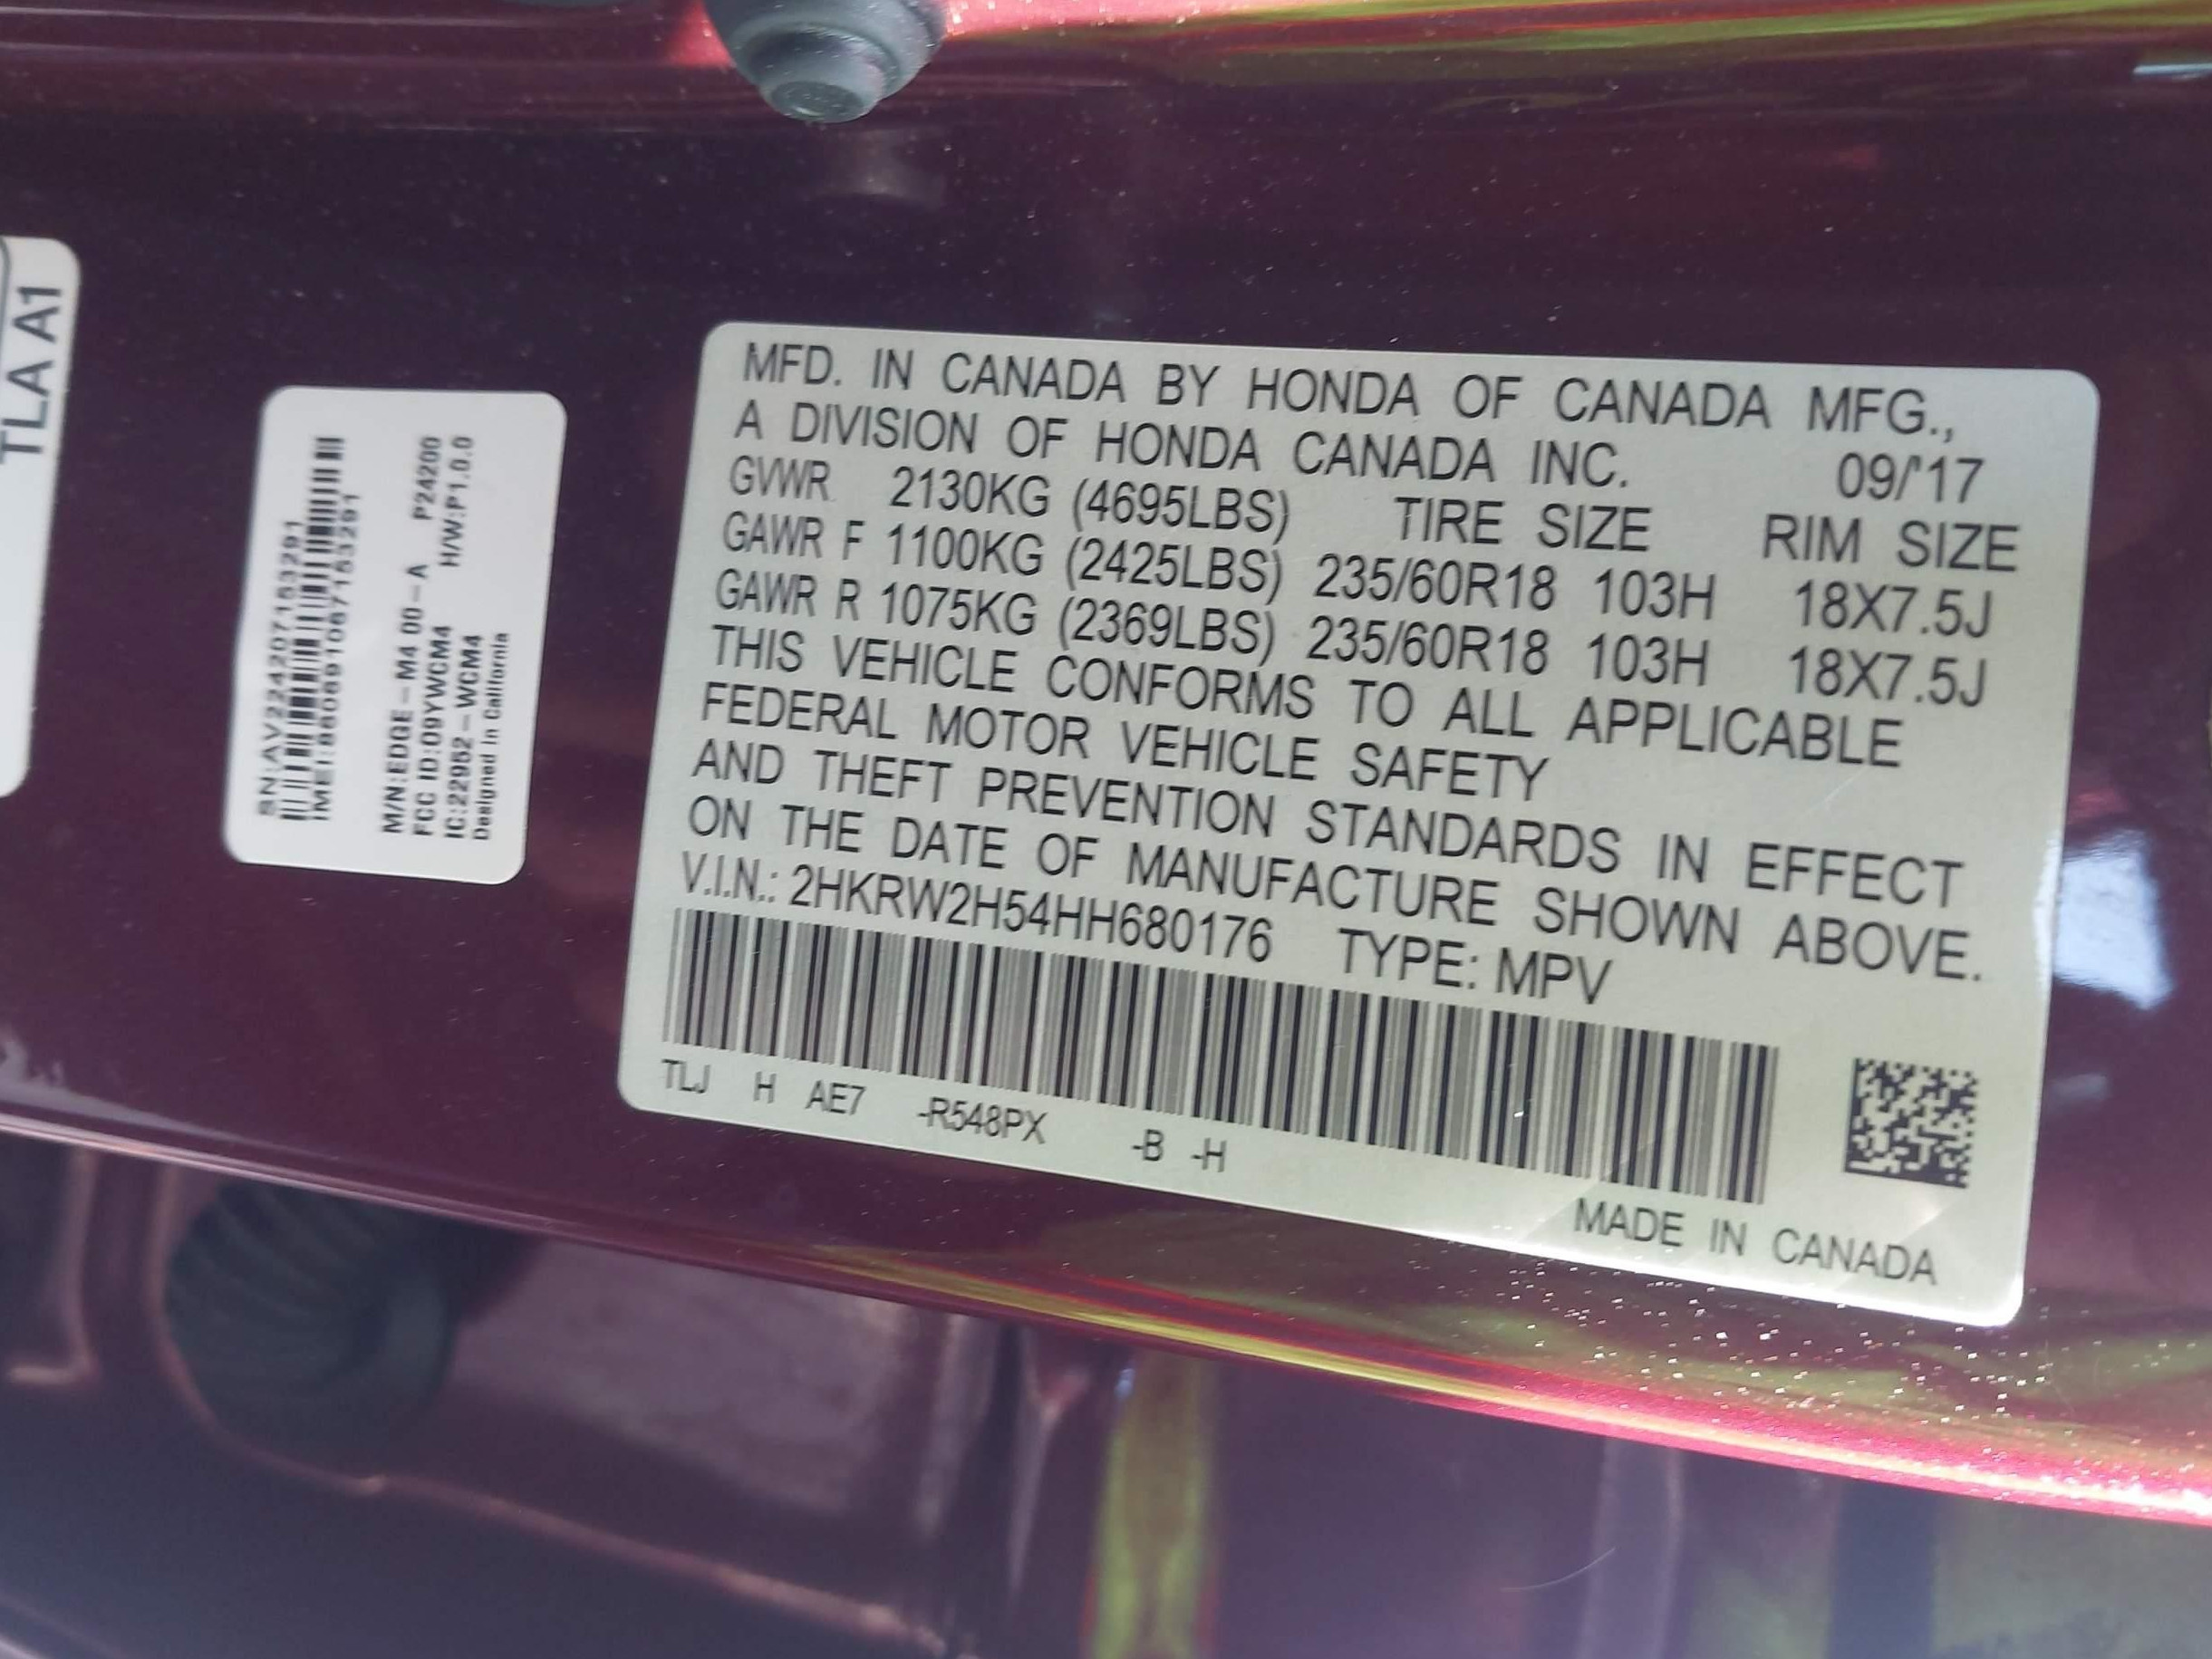 TLA A1
SN:AV224207153291
IMEI:8680691067153291
M/N:EDGE-M4 00-A P24200
FCC ID:O9YWCM4 H/W:P1.0.0
IC:22952-WCM4
Designed in California
MFD. IN CANADA BY HONDA OF CANADA MFG.,
A DIVISION OF HONDA CANADA INC. 09/'17
GVWR 2130KG (4695LBS) TIRE SIZE RIM SIZE
GAWR F 1100KG (2425LBS) 235/60R18 103H 18X7.5J
GAWR R 1075KG (2369LBS) 235/60R18 103H 18X7.5J
THIS VEHICLE CONFORMS TO ALL APPLICABLE
FEDERAL MOTOR VEHICLE SAFETY
AND THEFT PREVENTION STANDARDS IN EFFECT
ON THE DATE OF MANUFACTURE SHOWN ABOVE.
V.I.N.: 2HKRW2H54HH680176 TYPE: MPV
TLJ H AE7 -R548PX -B -H
MADE IN CANADA